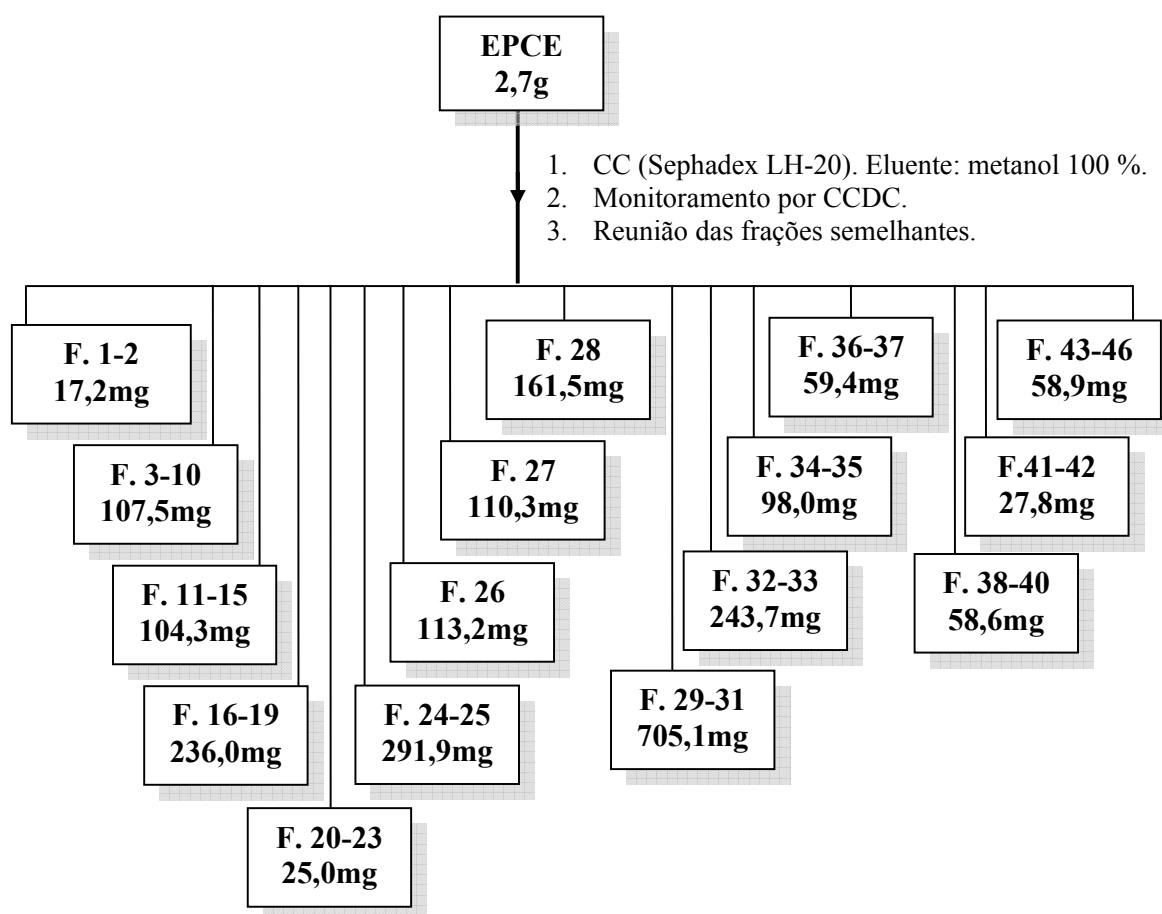 EPCE
2,7g
1. CC (Sephadex LH-20). Eluente: metanol 100 %.
2. Monitoramento por CCDC.
3. Reunião das frações semelhantes.
F. 1-2
17,2mg
F. 3-10
107,5mg
F. 11-15
104,3mg
F. 16-19
236,0mg
F. 20-23
25,0mg
F. 24-25
291,9mg
F. 26
113,2mg
F. 27
110,3mg
F. 28
161,5mg
F. 29-31
705,1mg
F. 32-33
243,7mg
F. 34-35
98,0mg
F. 36-37
59,4mg
F. 38-40
58,6mg
F.41-42
27,8mg
F. 43-46
58,9mg